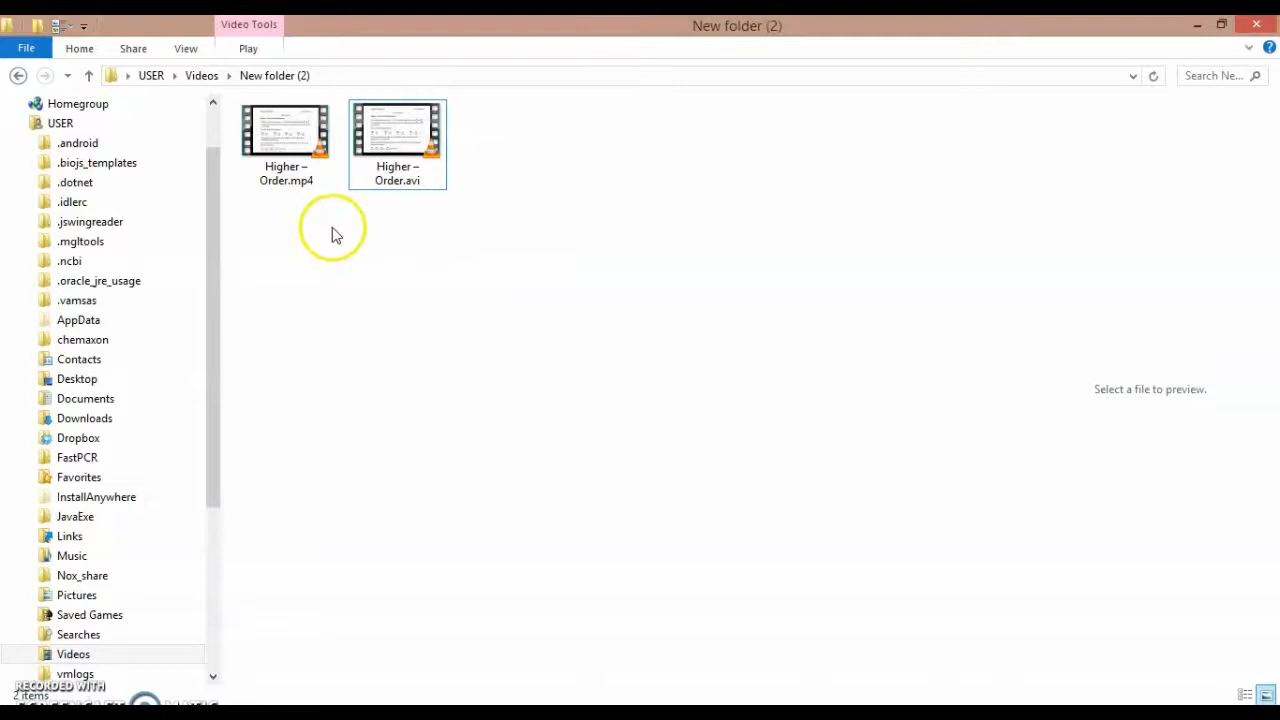 Video Tools
New folder (2)
File
Home
Share
View
Play
USER
Videos
New folder (2)
Search Ne...
Homegroup
USER
.android
.biojs_templates
.dotnet
.idlerc
.jswingreader
.mgltools
.ncbi
.oracle_jre_usage
.vamsas
AppData
chemaxon
Contacts
Desktop
Documents
Downloads
Dropbox
FastPCR
Favorites
InstallAnywhere
JavaExe
Links
Music
Nox_share
Pictures
Saved Games
Searches
Videos
vmlogs
Higher –
Order.mp4
Higher –
Order.avi
Select a file to preview.
RECORDED WITH
2 items